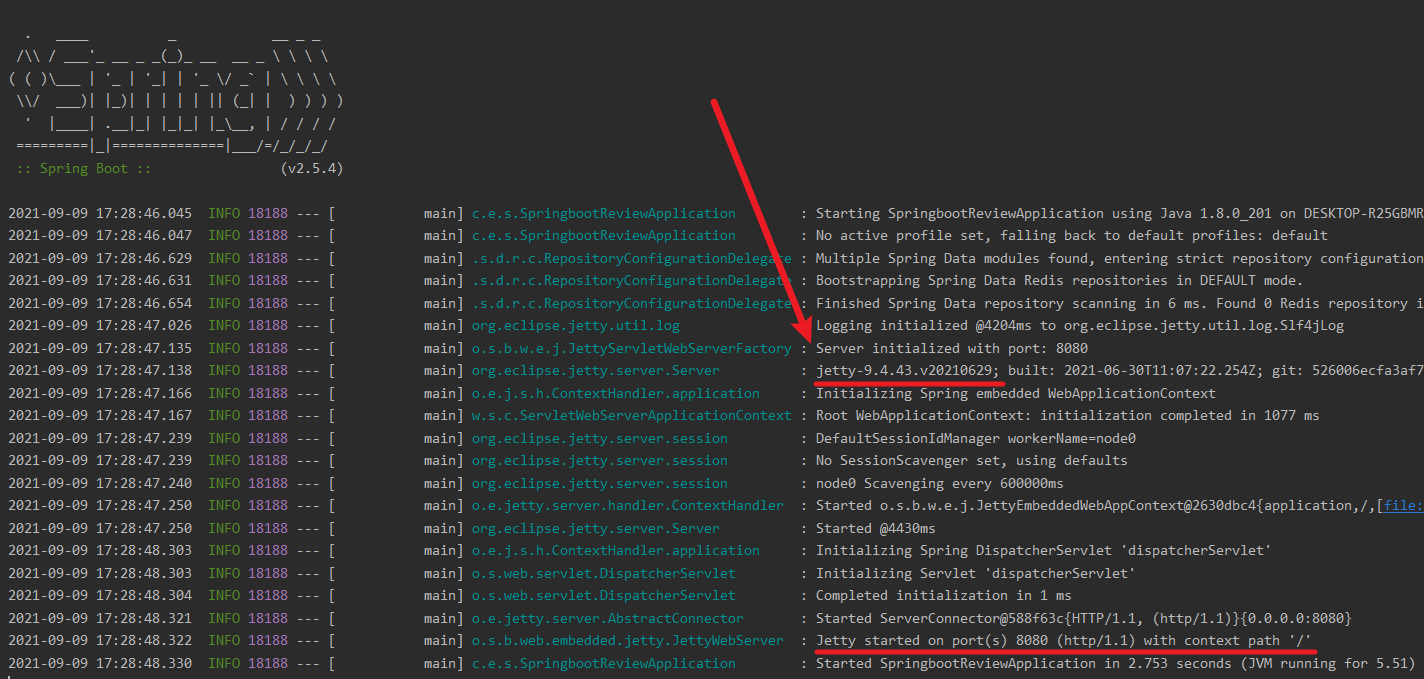 .   ____          _            __ _ _
 /\\ / ___'_ __ _ _(_)_ __  __ _ \ \ \ \
( ( )\___ | '_ | '_| | '_ \/ _` | \ \ \ \
 \\/  ___)| |_)| | | | | || (_| |  ) ) ) )
  '  |____| .__|_| |_|_| |_\__, | / / / /
 =========|_|==============|___/=/_/_/_/
 :: Spring Boot ::                (v2.5.4)
2021-09-09 17:28:46.045  INFO 18188 --- [           main] c.e.s.SpringbootReviewApplication        : Starting SpringbootReviewApplication using Java 1.8.0_201 on DESKTOP-R25GBMR
2021-09-09 17:28:46.047  INFO 18188 --- [           main] c.e.s.SpringbootReviewApplication        : No active profile set, falling back to default profiles: default
2021-09-09 17:28:46.629  INFO 18188 --- [           main] .s.d.r.c.RepositoryConfigurationDelegate : Multiple Spring Data modules found, entering strict repository configuration
2021-09-09 17:28:46.631  INFO 18188 --- [           main] .s.d.r.c.RepositoryConfigurationDelegate : Bootstrapping Spring Data Redis repositories in DEFAULT mode.
2021-09-09 17:28:46.654  INFO 18188 --- [           main] .s.d.r.c.RepositoryConfigurationDelegate : Finished Spring Data repository scanning in 6 ms. Found 0 Redis repository i
2021-09-09 17:28:47.026  INFO 18188 --- [           main] org.eclipse.jetty.util.log               : Logging initialized @4204ms to org.eclipse.jetty.util.log.Slf4jLog
2021-09-09 17:28:47.135  INFO 18188 --- [           main] o.s.b.w.e.j.JettyServletWebServerFactory : Server initialized with port: 8080
2021-09-09 17:28:47.138  INFO 18188 --- [           main] org.eclipse.jetty.server.Server          : jetty-9.4.43.v20210629; built: 2021-06-30T11:07:22.254Z; git: 526006ecfa3af7
2021-09-09 17:28:47.166  INFO 18188 --- [           main] o.e.j.s.h.ContextHandler.application     : Initializing Spring embedded WebApplicationContext
2021-09-09 17:28:47.167  INFO 18188 --- [           main] w.s.c.ServletWebServerApplicationContext : Root WebApplicationContext: initialization completed in 1077 ms
2021-09-09 17:28:47.239  INFO 18188 --- [           main] org.eclipse.jetty.server.session         : DefaultSessionIdManager workerName=node0
2021-09-09 17:28:47.239  INFO 18188 --- [           main] org.eclipse.jetty.server.session         : No SessionScavenger set, using defaults
2021-09-09 17:28:47.240  INFO 18188 --- [           main] org.eclipse.jetty.server.session         : node0 Scavenging every 600000ms
2021-09-09 17:28:47.250  INFO 18188 --- [           main] o.e.jetty.server.handler.ContextHandler  : Started o.s.b.w.e.j.JettyEmbeddedWebAppContext@2630dbc4{application,/,[file:
2021-09-09 17:28:47.250  INFO 18188 --- [           main] org.eclipse.jetty.server.Server          : Started @4430ms
2021-09-09 17:28:48.303  INFO 18188 --- [           main] o.e.j.s.h.ContextHandler.application     : Initializing Spring DispatcherServlet 'dispatcherServlet'
2021-09-09 17:28:48.303  INFO 18188 --- [           main] o.s.web.servlet.DispatcherServlet        : Initializing Servlet 'dispatcherServlet'
2021-09-09 17:28:48.304  INFO 18188 --- [           main] o.s.web.servlet.DispatcherServlet        : Completed initialization in 1 ms
2021-09-09 17:28:48.321  INFO 18188 --- [           main] o.e.jetty.server.AbstractConnector       : Started ServerConnector@588f63c{HTTP/1.1, (http/1.1)}{0.0.0.0:8080}
2021-09-09 17:28:48.322  INFO 18188 --- [           main] o.s.b.web.embedded.jetty.JettyWebServer  : Jetty started on port(s) 8080 (http/1.1) with context path '/'
2021-09-09 17:28:48.330  INFO 18188 --- [           main] c.e.s.SpringbootReviewApplication        : Started SpringbootReviewApplication in 2.753 seconds (JVM running for 5.51)